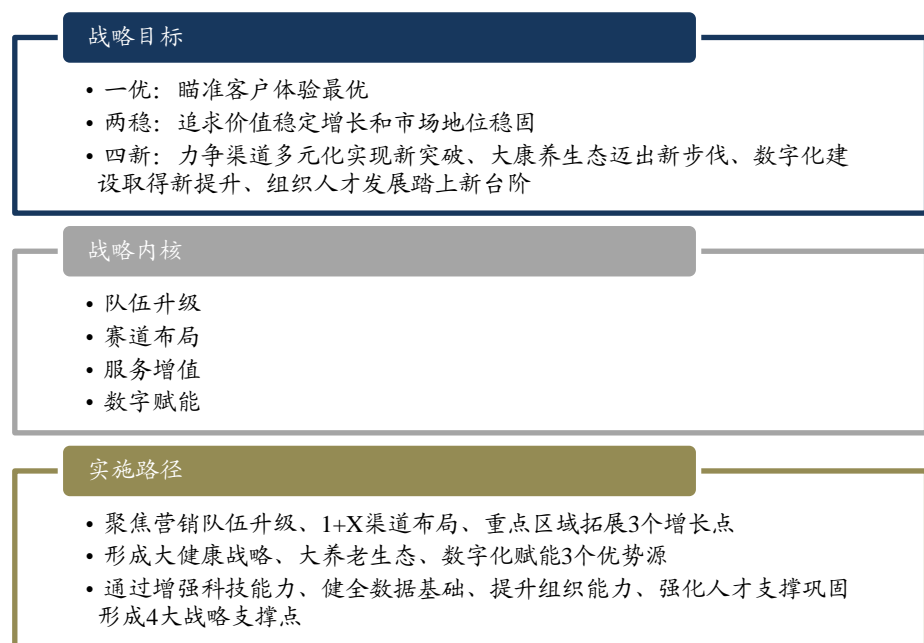 战略目标
• 一优：瞄准客户体验最优
• 两稳：追求价值稳定增长和市场地位稳固
• 四新：力争渠道多元化实现新突破、大康养生态迈出新步伐、数字化建
设取得新提升、组织人才发展踏上新台阶
战略内核
• 队伍升级
• 赛道布局
• 服务增值
• 数字赋能
实施路径
• 聚焦营销队伍升级、1+X渠道布局、重点区域拓展3个增长点
• 形成大健康战略、大养老生态、数字化赋能3个优势源
• 通过增强科技能力、健全数据基础、提升组织能力、强化人才支撑巩固
形成4大战略支撑点